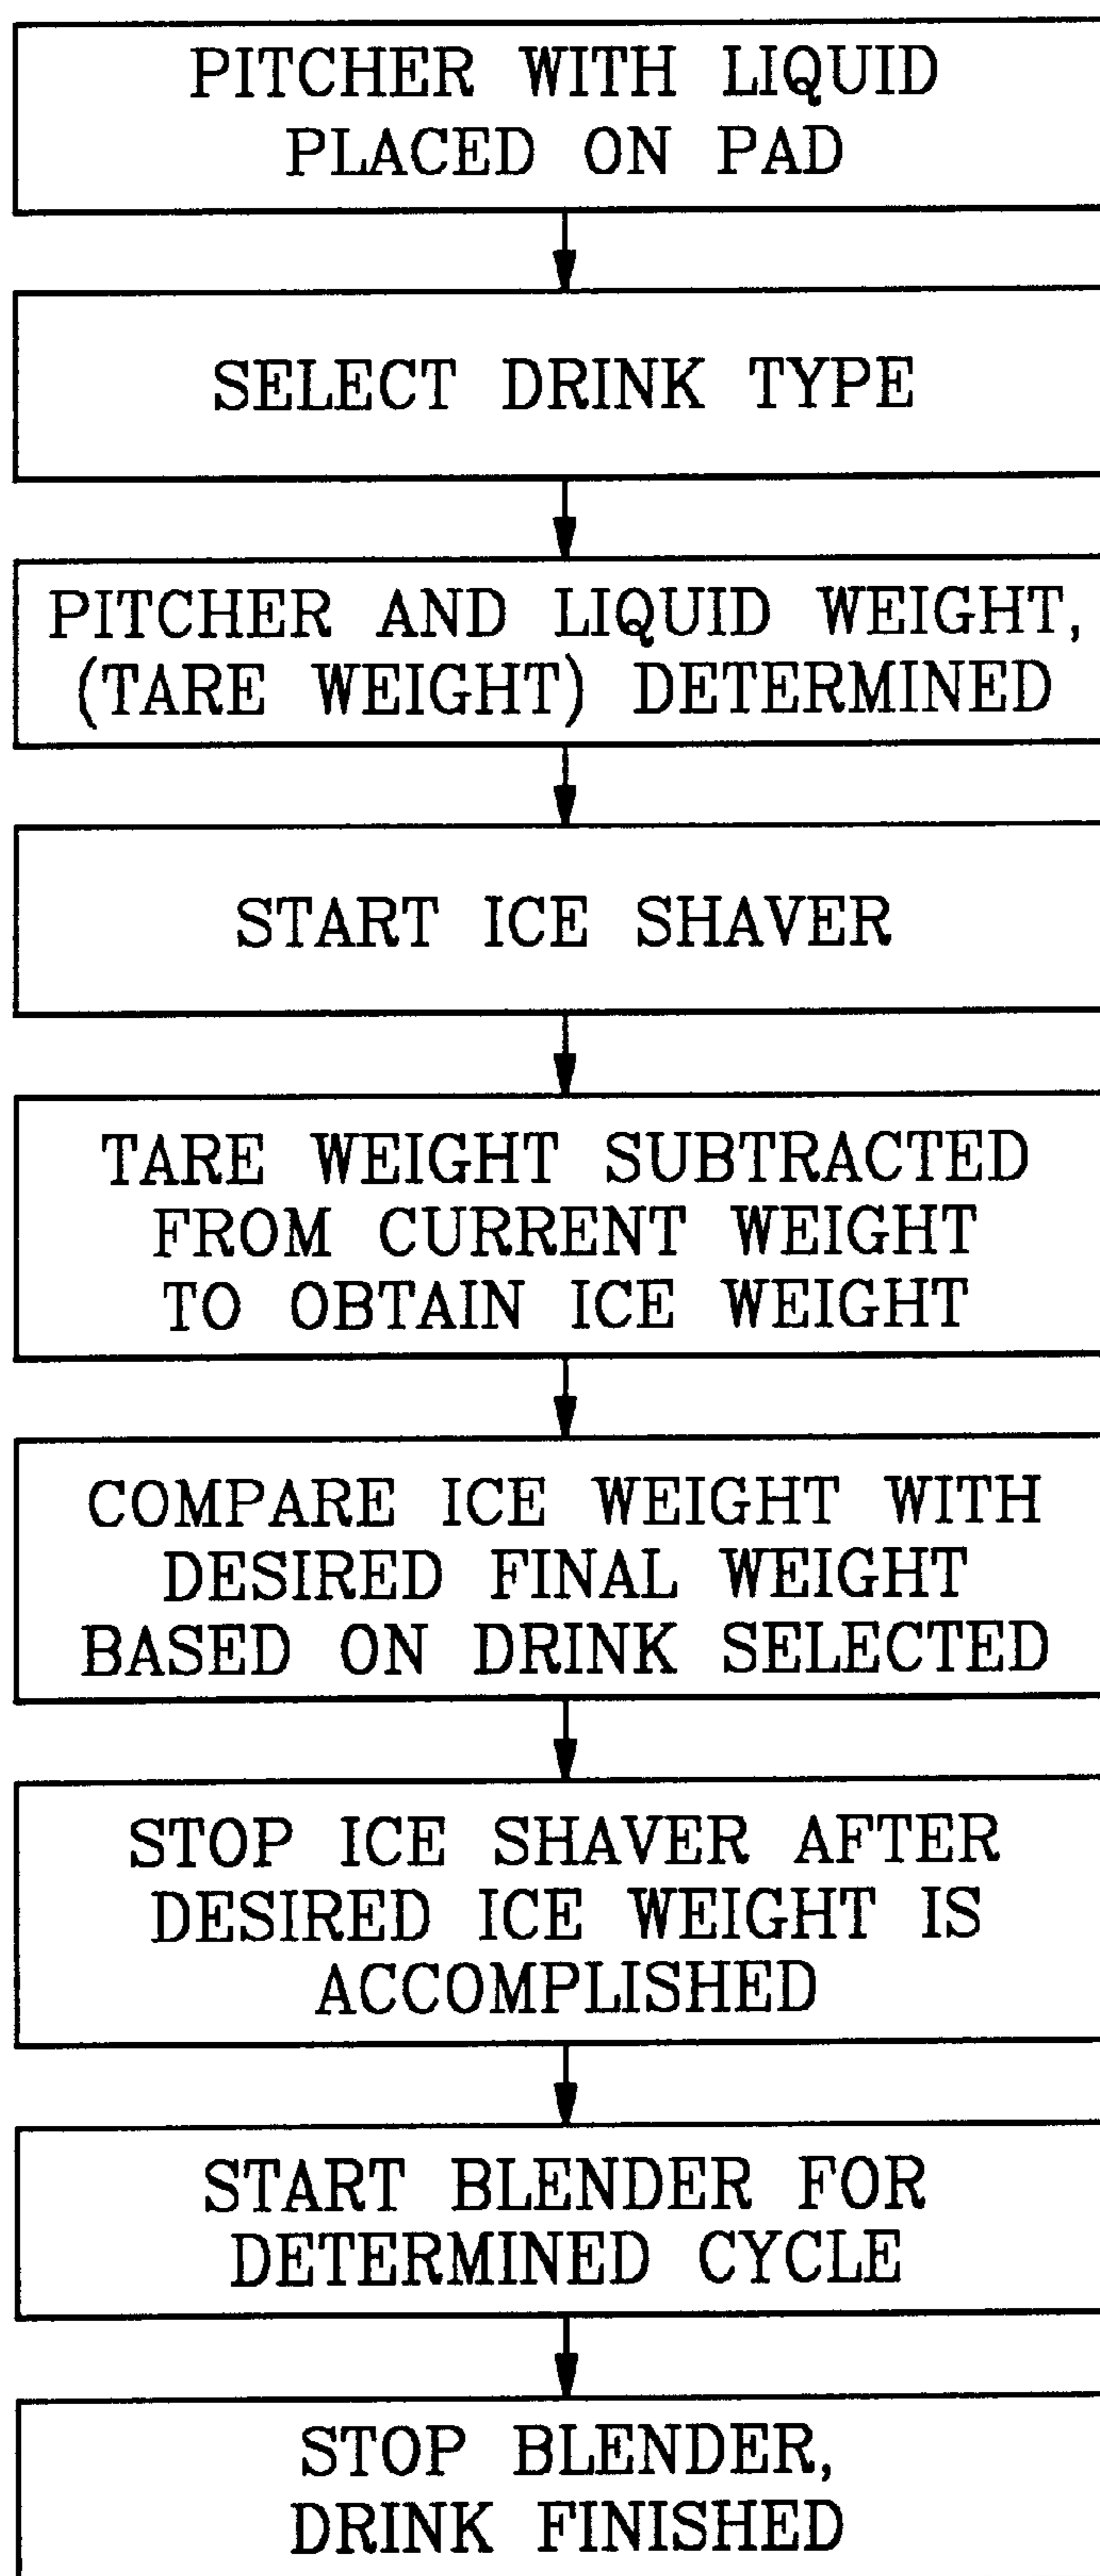 PITCHER WITH LIQUID
PLACED ON PAD
SELECT DRINK TYPE
PITCHER AND LIQUID WEIGHT,
(TARE WEIGHT) DETERMINED
START ICE SHAVER
TARE WEIGHT SUBTRACTED
FROM CURRENT WEIGHT
TO OBTAIN ICE WEIGHT
COMPARE ICE WEIGHT WITH
DESIRED FINAL WEIGHT
BASED ON DRINK SELECTED
STOP ICE SHAVER AFTER
DESIRED ICE WEIGHT IS
ACCOMPLISHED
START BLENDER FOR
DETERMINED CYCLE
STOP BLENDER,
DRINK FINISHED